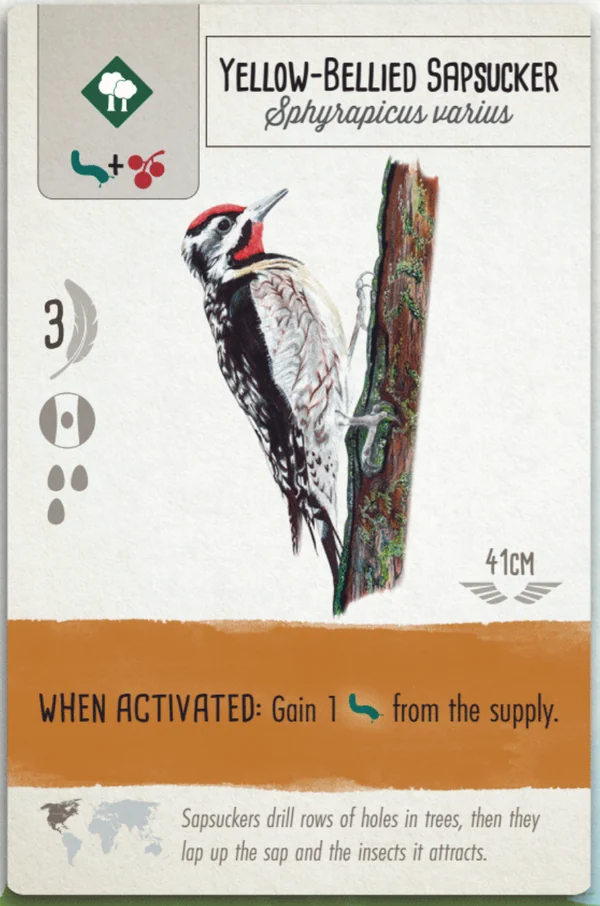 YELLOW-BELLIED SAPSUCKER
Sphyrapicus varius
+
3
41CM
WHEN ACTIVATED: Gain 1 from the supply.
Sapsuckers drill rows of holes in trees, then they
lap up the sap and the insects it attracts.